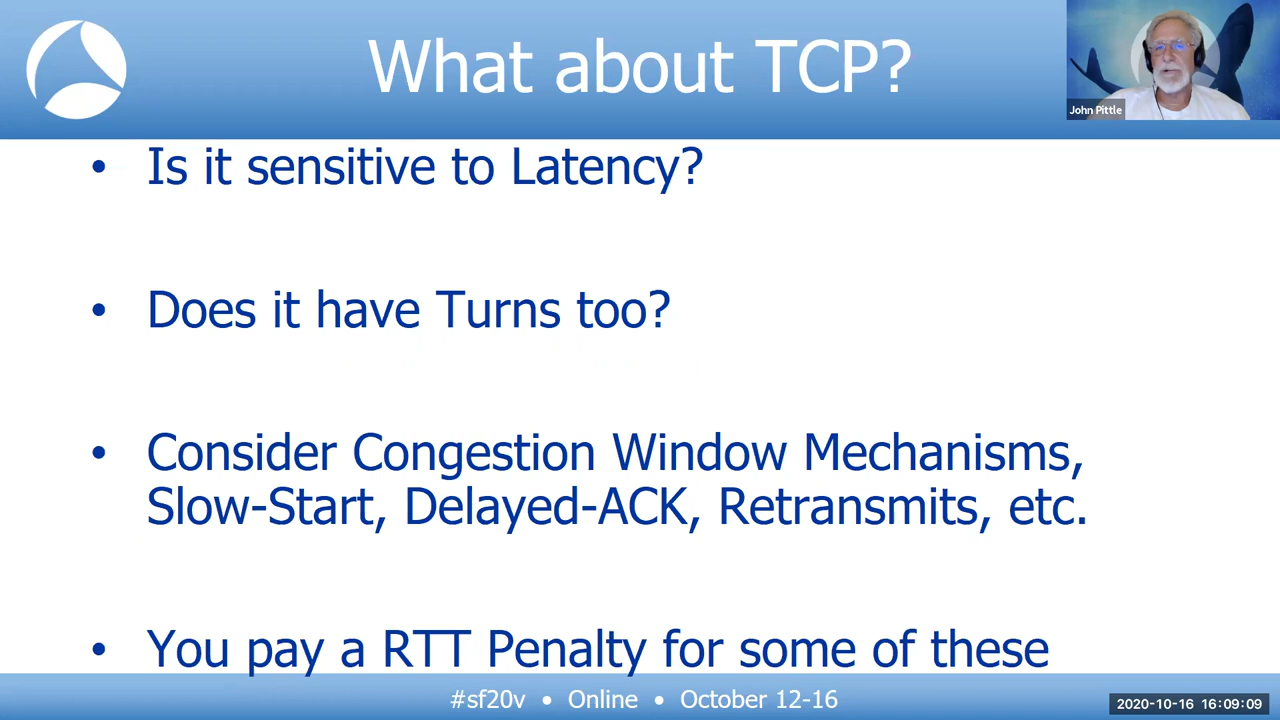 What about TCP?
John Pittle
• Is it sensitive to Latency?
• Does it have Turns too?
• Consider Congestion Window Mechanisms,
Slow-Start, Delayed-ACK, Retransmits, etc.
• You pay a RTT Penalty for some of these
#sf20v • Online • October 12-16
2020-10-16 16:09:09